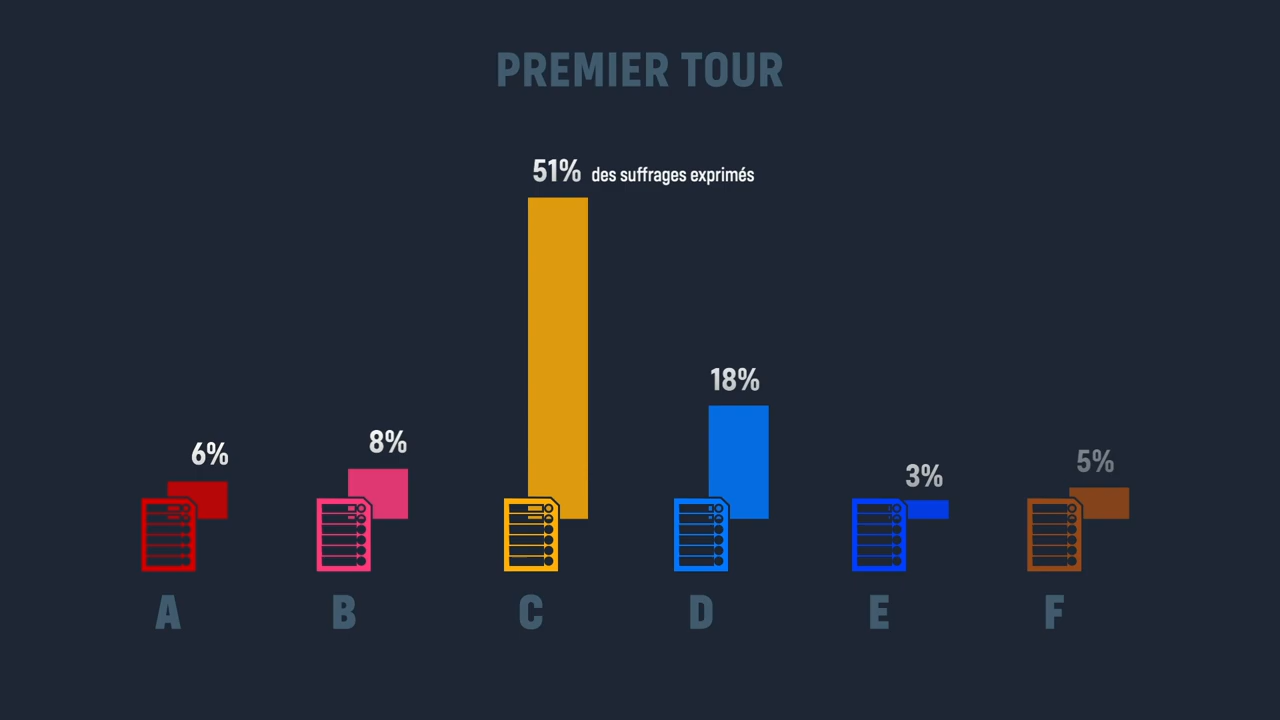 PREMIER TOUR
51% des suffrages exprimés
18%
6%
8%
3%
5%
A
B
C
D
E
F